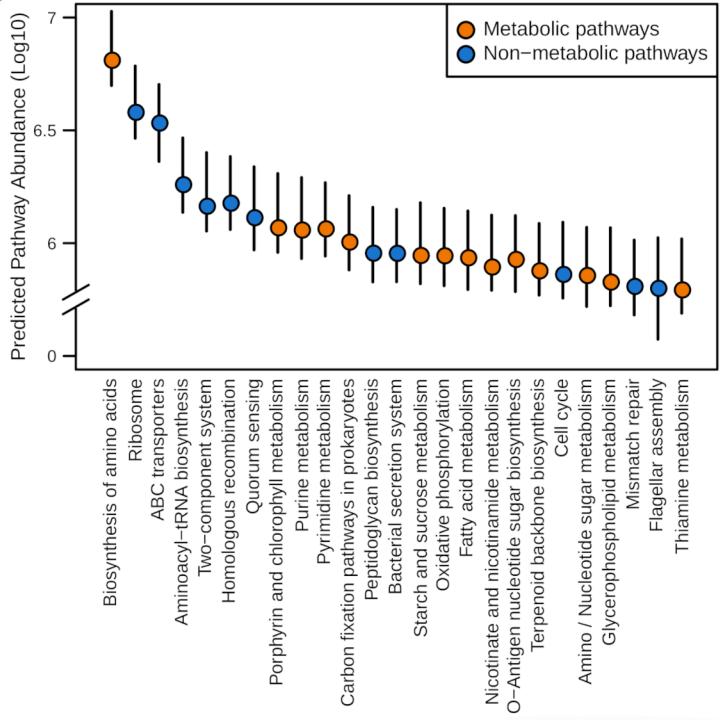 Predicted Pathway Abundance (Log10)
7
6.5
6
0
Metabolic pathways
Non−metabolic pathways
Biosynthesis of amino acids
Ribosome
ABC transporters
Aminoacyl−tRNA biosynthesis
Two−component system
Homologous recombination
Quorum sensing
Porphyrin and chlorophyll metabolism
Purine metabolism
Pyrimidine metabolism
Carbon fixation pathways in prokaryotes
Peptidoglycan biosynthesis
Bacterial secretion system
Starch and sucrose metabolism
Oxidative phosphorylation
Fatty acid metabolism
Nicotinate and nicotinamide metabolism
O−Antigen nucleotide sugar biosynthesis
Terpenoid backbone biosynthesis
Cell cycle
Amino / Nucleotide sugar metabolism
Glycerophospholipid metabolism
Mismatch repair
Flagellar assembly
Thiamine metabolism